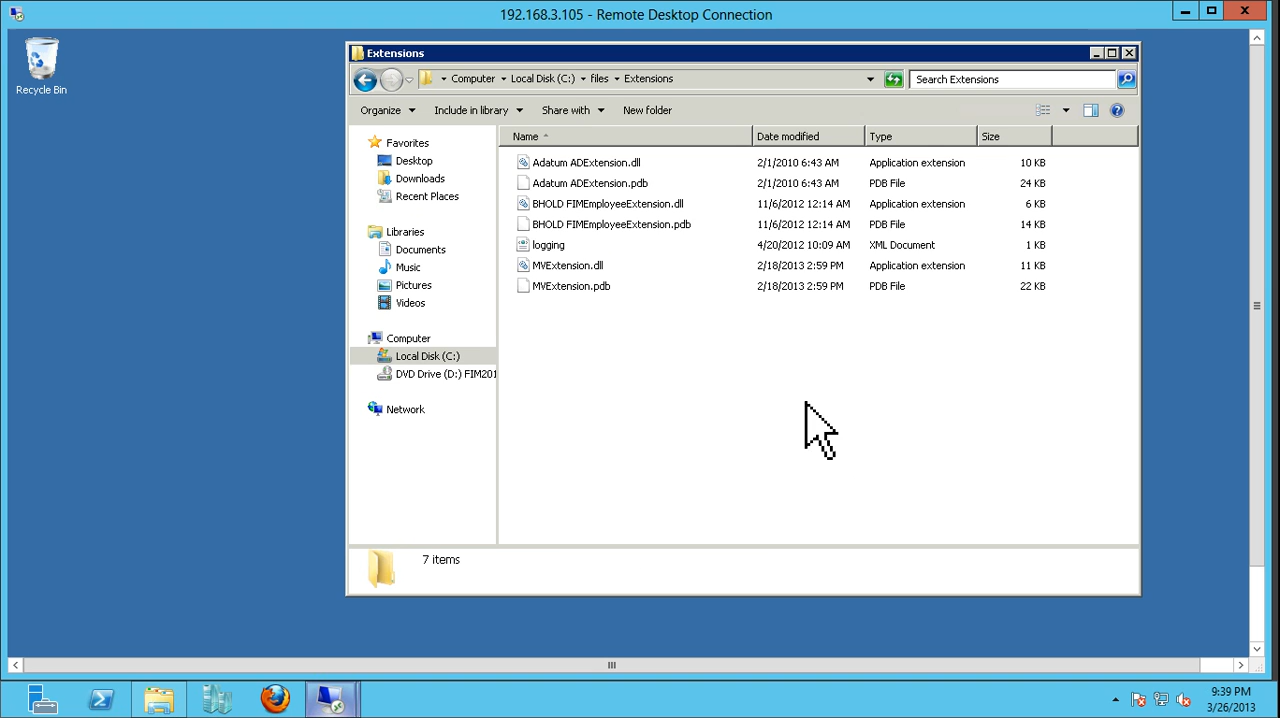 192.168.3.105 - Remote Desktop Connection
Recycle Bin
Extensions
Computer Local Disk (C:) files Extensions
Search Extensions
Organize Include in library Share with New folder
Name Date modified Type Size
Favorites
Desktop
Downloads
Recent Places
Libraries
Documents
Music
Pictures
Videos
Computer
Local Disk (C:)
DVD Drive (D:) FIM201
Network
Adatum ADExtension.dll 2/1/2010 6:43 AM Application extension 10 KB
Adatum ADExtension.pdb 2/1/2010 6:43 AM PDB File 24 KB
BHOLD FIMEmployeeExtension.dll 11/6/2012 12:14 AM Application extension 6 KB
BHOLD FIMEmployeeExtension.pdb 11/6/2012 12:14 AM PDB File 14 KB
logging 4/20/2012 10:09 AM XML Document 1 KB
MVExtension.dll 2/18/2013 2:59 PM Application extension 11 KB
MVExtension.pdb 2/18/2013 2:59 PM PDB File 22 KB
7 items
9:39 PM
3/26/2013